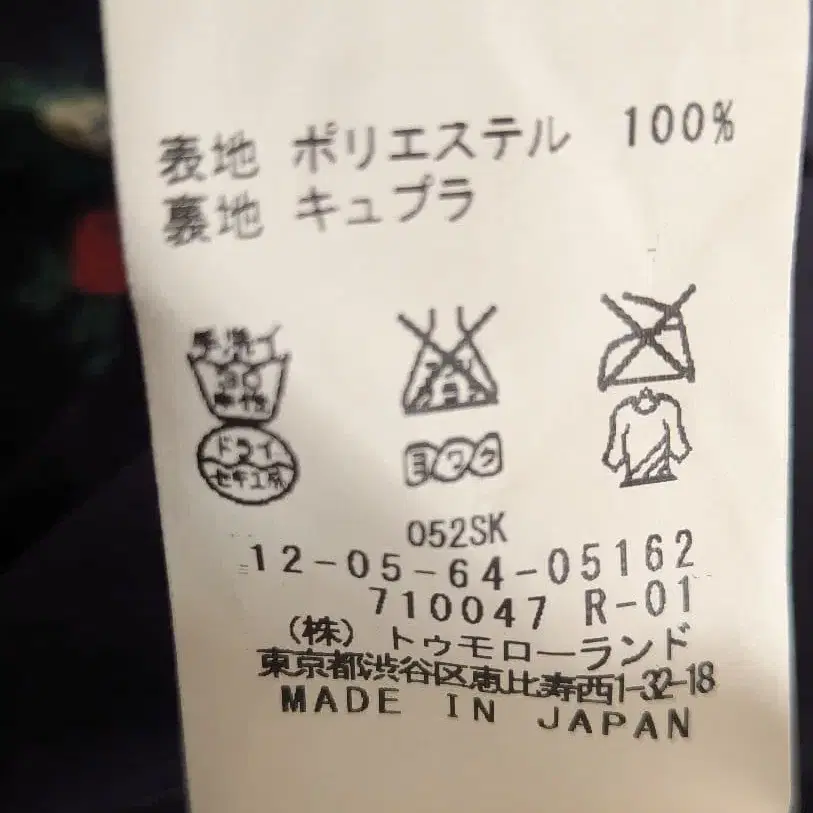 表地 ポリエステル 100%
裏地 キュプラ
手洗イ
30
中性
ドライ
セキユ系
ヨワク
052SK
12-05-64-05162
710047 R-01
(株) トゥモローランド
東京都渋谷区恵比寿西1-32-18
MADE IN JAPAN